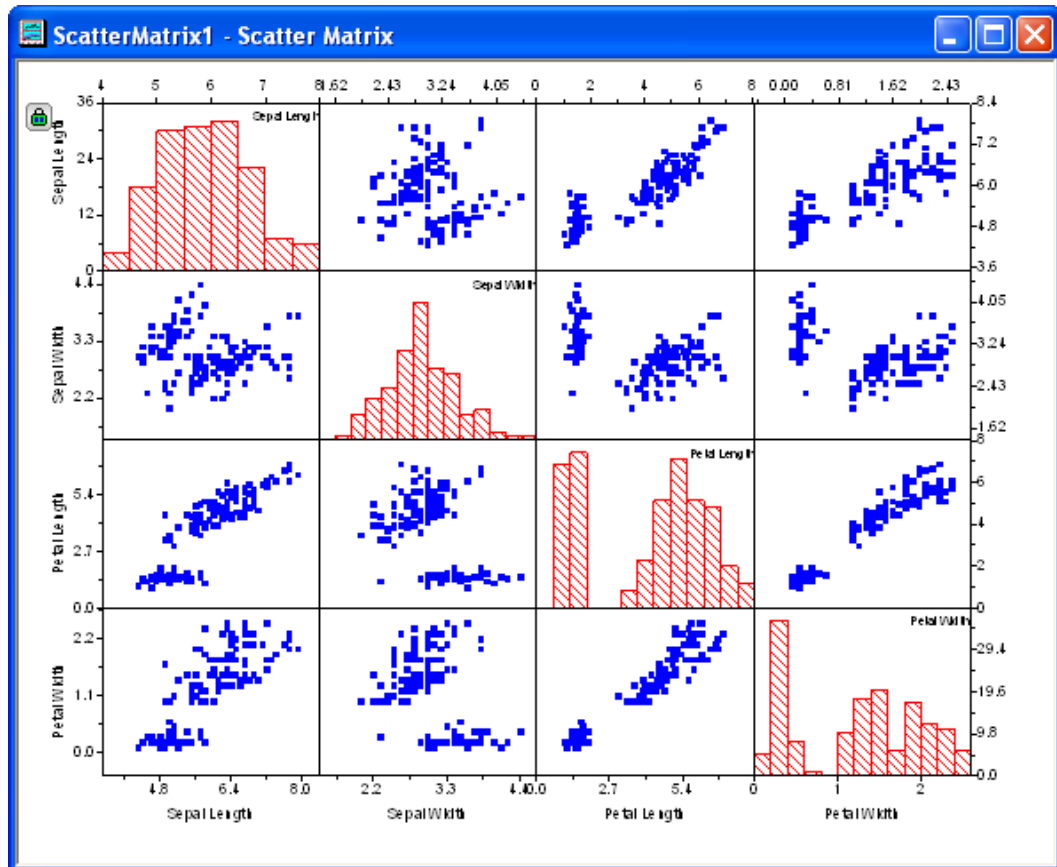 ScatterMatrix1 - Scatter Matrix
4 5 6 7 8 1.62 2.43 3.24 4.05 0 2 4 6 8 0.00 0.81 1.62 2.43
36 24 12 0
Sepal Length
Sepal Length
8.4 7.2 6.0 4.8 3.6
4.4 3.3 2.2
Sepal Width
Sepal Width
4.05 3.24 2.43 1.62
5.4 2.7 0.0
Petal Length
Petal Length
8 6 4 2 0
2.2 1.1 0.0
Petal Width
Petal Width
29.4 19.6 9.8 0.0
4.8 6.4 8.0 2.2 3.3 4.4 0.0 2.7 5.4 0 1 2
Sepal Length Sepal Width Petal Length Petal Width